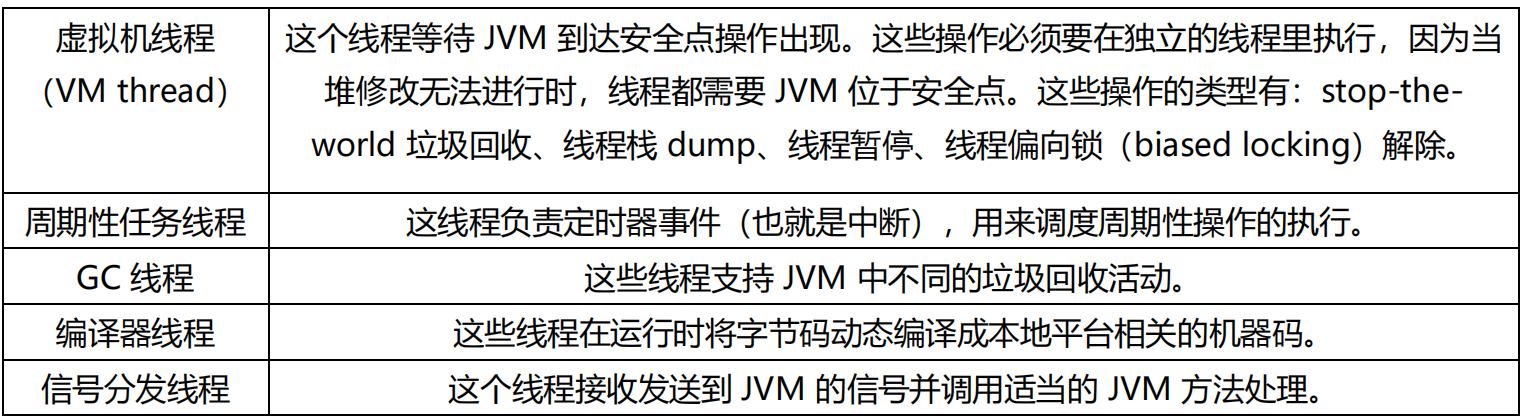 虚拟机线程
（VM thread）
这个线程等待 JVM 到达安全点操作出现。这些操作必须要在独立的线程里执行，因为当
堆修改无法进行时，线程都需要 JVM 位于安全点。这些操作的类型有：stop-the-
world 垃圾回收、线程栈 dump、线程暂停、线程偏向锁（biased locking）解除。
周期性任务线程
这线程负责定时器事件（也就是中断），用来调度周期性操作的执行。
GC 线程
这些线程支持 JVM 中不同的垃圾回收活动。
编译器线程
这些线程在运行时将字节码动态编译成本地平台相关的机器码。
信号分发线程
这个线程接收发送到 JVM 的信号并调用适当的 JVM 方法处理。